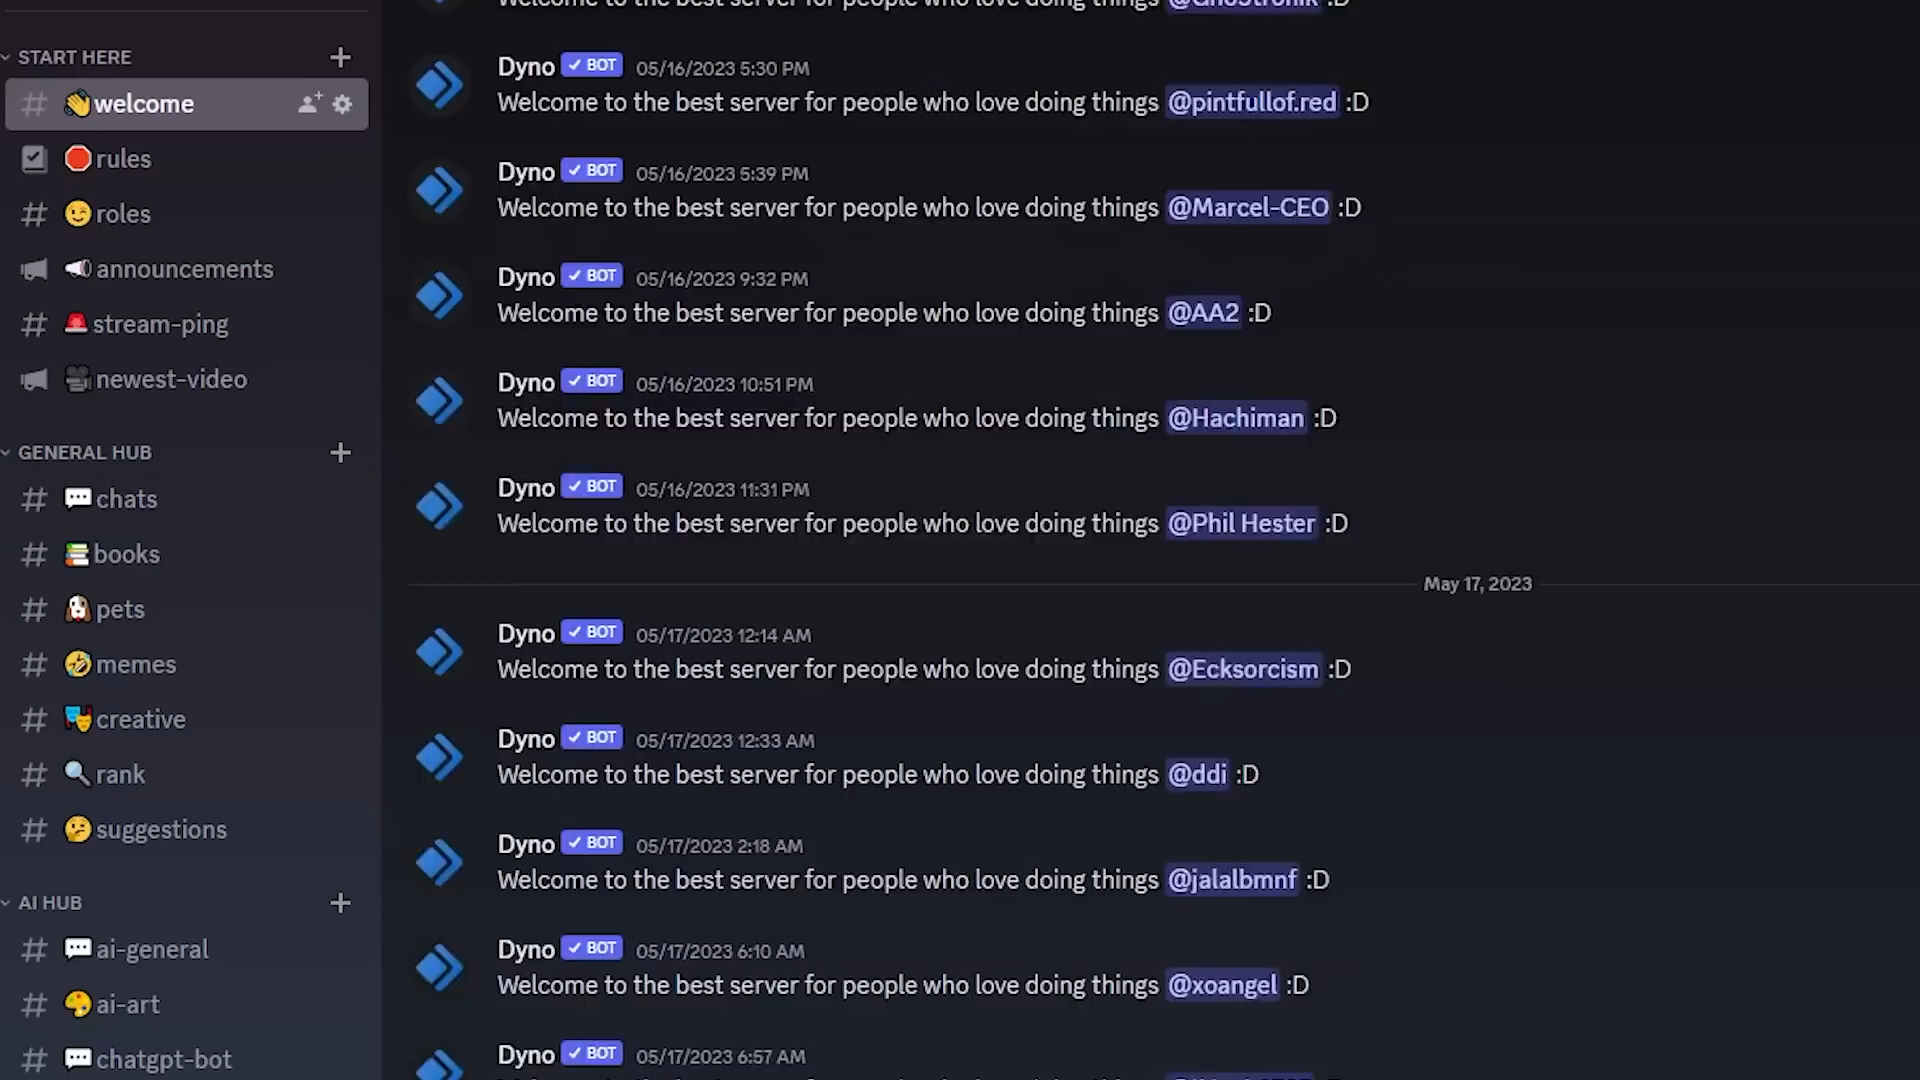 START HERE
welcome
rules
roles
announcements
stream-ping
newest-video
GENERAL HUB
chats
books
pets
memes
creative
rank
suggestions
AI HUB
ai-general
ai-art
chatgpt-bot
Welcome to the best server for people who love doing things :D
Dyno ✓ BOT 05/16/2023 5:30 PM
Welcome to the best server for people who love doing things @pintfullof.red :D
Dyno ✓ BOT 05/16/2023 5:39 PM
Welcome to the best server for people who love doing things @Marcel-CEO :D
Dyno ✓ BOT 05/16/2023 9:32 PM
Welcome to the best server for people who love doing things @AA2 :D
Dyno ✓ BOT 05/16/2023 10:51 PM
Welcome to the best server for people who love doing things @Hachiman :D
Dyno ✓ BOT 05/16/2023 11:31 PM
Welcome to the best server for people who love doing things @Phil Hester :D
May 17, 2023
Dyno ✓ BOT 05/17/2023 12:14 AM
Welcome to the best server for people who love doing things @Ecksorcism :D
Dyno ✓ BOT 05/17/2023 12:33 AM
Welcome to the best server for people who love doing things @ddi :D
Dyno ✓ BOT 05/17/2023 2:18 AM
Welcome to the best server for people who love doing things @jalalbmnf :D
Dyno ✓ BOT 05/17/2023 6:10 AM
Welcome to the best server for people who love doing things @xoangel :D
Dyno ✓ BOT 05/17/2023 6:57 AM